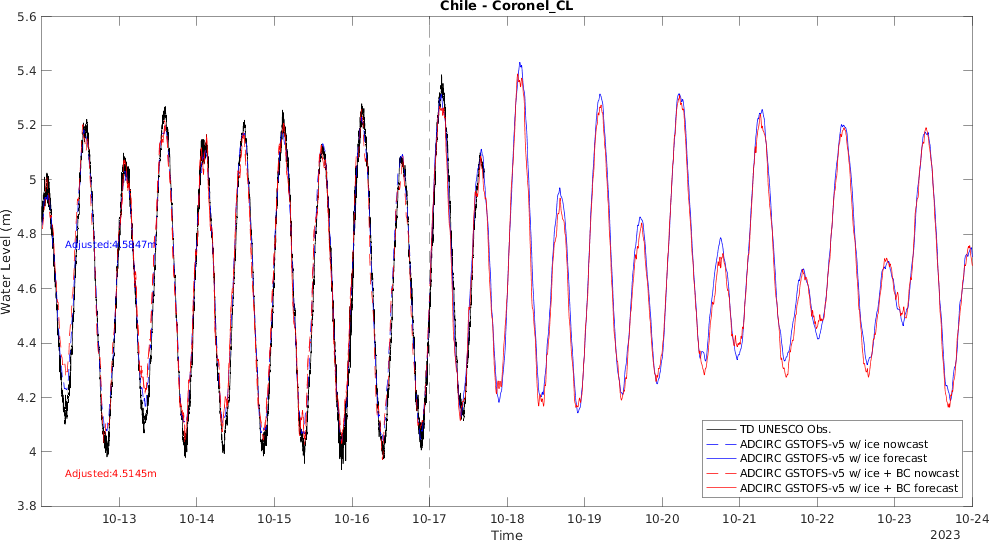 Chile - Coronel_CL
5.6
5.4
5.2
5
4.8
4.6
4.4
4.2
4
3.8
Water Level (m)
Adjusted:4.5847m
Adjusted:4.5145m
TD UNESCO Obs.
ADCIRC GSTOFS-v5 w/ ice nowcast
ADCIRC GSTOFS-v5 w/ ice forecast
ADCIRC GSTOFS-v5 w/ ice + BC nowcast
ADCIRC GSTOFS-v5 w/ ice + BC forecast
10-13 10-14 10-15 10-16 10-17 10-18 10-19 10-20 10-21 10-22 10-23 10-24
Time
2023